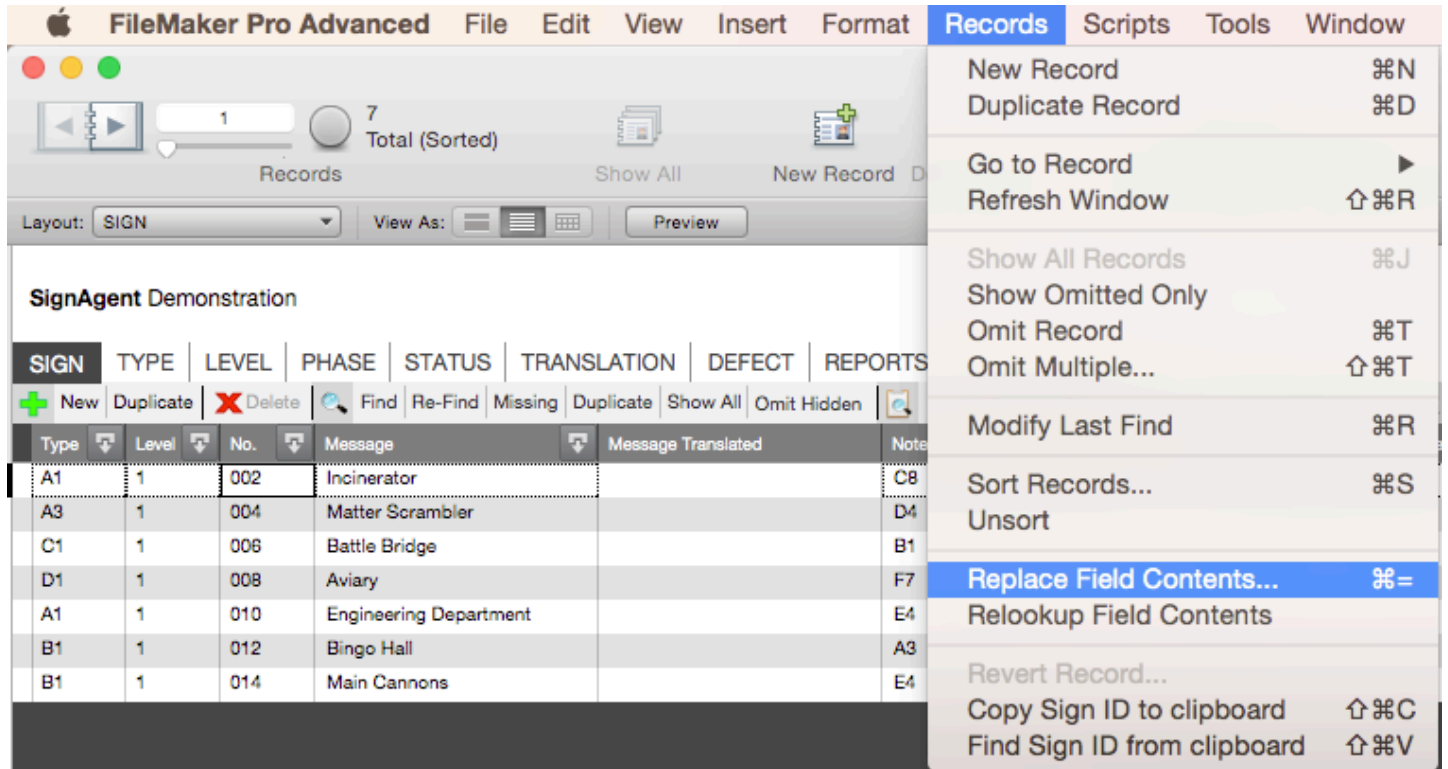 FileMaker Pro Advanced File Edit View Insert Format Records Scripts Tools Window
1
7
Total (Sorted)
Records
Show All
New Record
Layout: SIGN View As: Preview
SignAgent Demonstration
SIGN TYPE LEVEL PHASE STATUS TRANSLATION DEFECT REPORTS
New Duplicate Delete Find Re-Find Missing Duplicate Show All Omit Hidden
Type Level No. Message Message Translated Note
A1 1 002 Incinerator C8
A3 1 004 Matter Scrambler D4
C1 1 006 Battle Bridge B1
D1 1 008 Aviary F7
A1 1 010 Engineering Department E4
B1 1 012 Bingo Hall A3
B1 1 014 Main Cannons E4
New Record ⌘N
Duplicate Record ⌘D
Go to Record ▶
Refresh Window ⇧⌘R
Show All Records ⌘J
Show Omitted Only
Omit Record ⌘T
Omit Multiple... ⇧⌘T
Modify Last Find ⌘R
Sort Records... ⌘S
Unsort
Replace Field Contents... ⌘=
Relookup Field Contents
Revert Record...
Copy Sign ID to clipboard ⇧⌘C
Find Sign ID from clipboard ⇧⌘V